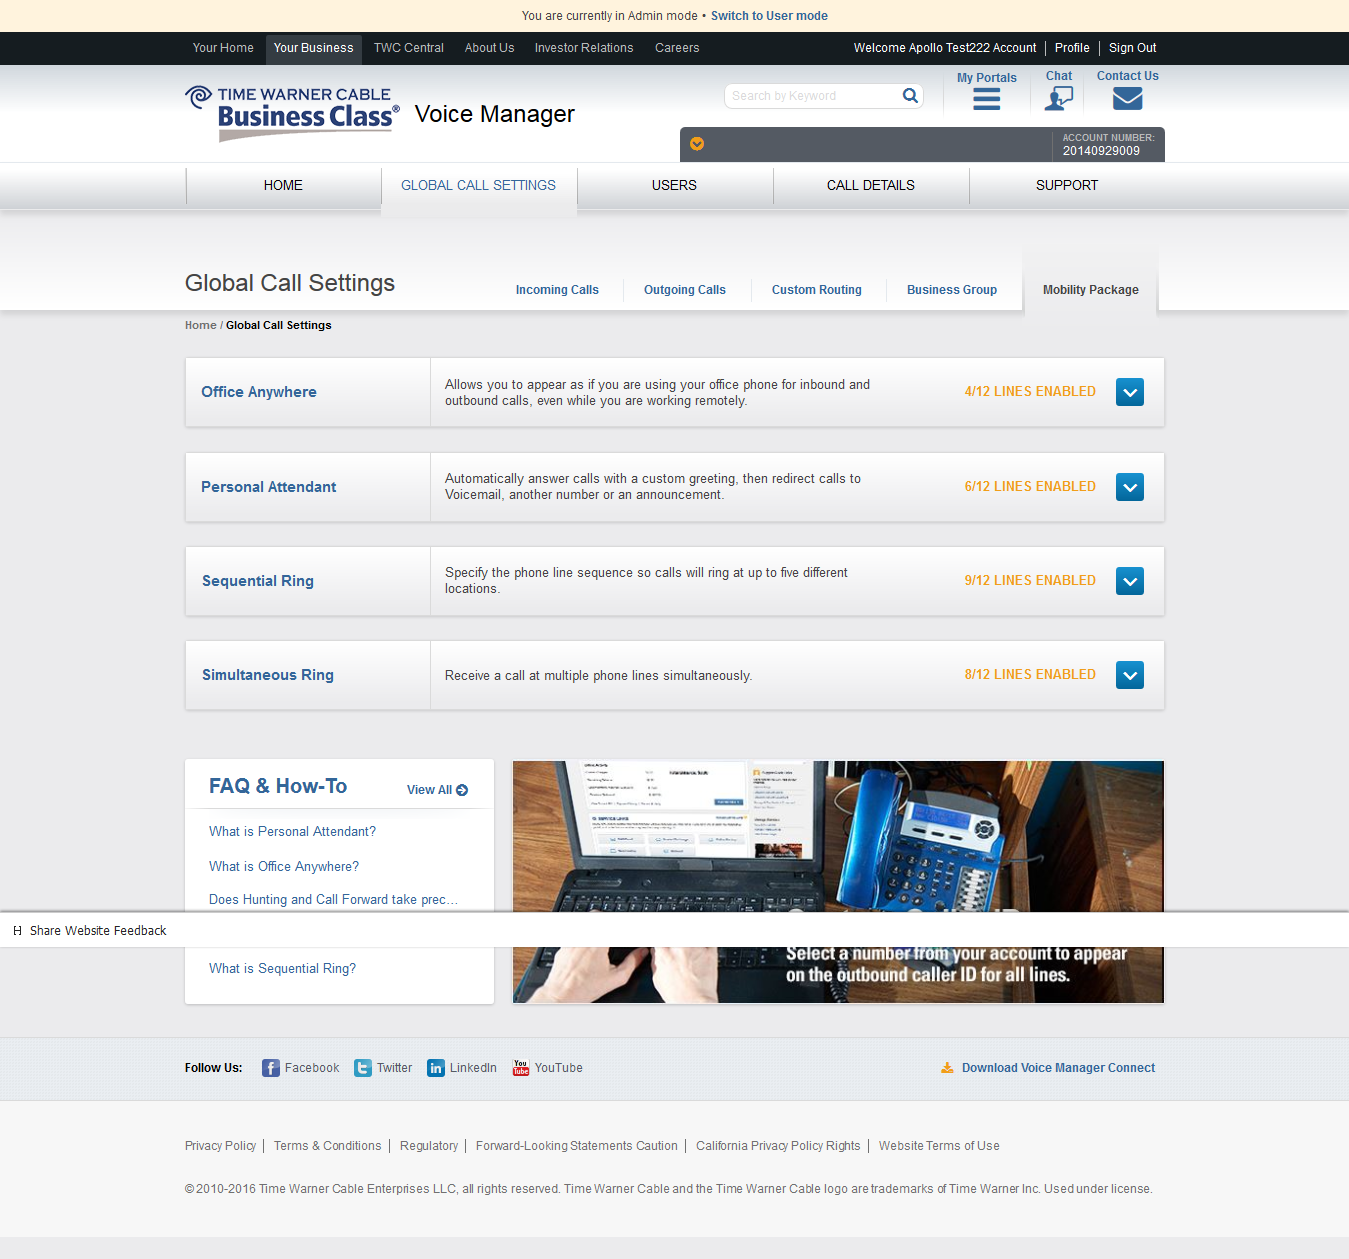 You are currently in Admin mode • Switch to User mode
Your Home Your Business TWC Central About Us Investor Relations Careers Welcome Apollo Test222 Account Profile Sign Out
My Portals Chat Contact Us
TIME WARNER CABLE
Business Class®
Voice Manager
Search by Keyword
ACCOUNT NUMBER:
20140929009
HOME GLOBAL CALL SETTINGS USERS CALL DETAILS SUPPORT
Global Call Settings
Incoming Calls Outgoing Calls Custom Routing Business Group Mobility Package
Home / Global Call Settings
Office Anywhere
Allows you to appear as if you are using your office phone for inbound and
outbound calls, even while you are working remotely.
4/12 LINES ENABLED
Personal Attendant
Automatically answer calls with a custom greeting, then redirect calls to
Voicemail, another number or an announcement.
6/12 LINES ENABLED
Sequential Ring
Specify the phone line sequence so calls will ring at up to five different
locations.
9/12 LINES ENABLED
Simultaneous Ring
Receive a call at multiple phone lines simultaneously.
8/12 LINES ENABLED
FAQ & How-To
View All
What is Personal Attendant?
What is Office Anywhere?
Does Hunting and Call Forward take prec...
H Share Website Feedback
What is Sequential Ring?
Select a number from your account to appear
on the outbound caller ID for all lines.
Follow Us: Facebook Twitter LinkedIn YouTube
Download Voice Manager Connect
Privacy Policy Terms & Conditions Regulatory Forward-Looking Statements Caution California Privacy Policy Rights Website Terms of Use
© 2010-2016 Time Warner Cable Enterprises LLC, all rights reserved. Time Warner Cable and the Time Warner Cable logo are trademarks of Time Warner Inc. Used under license.